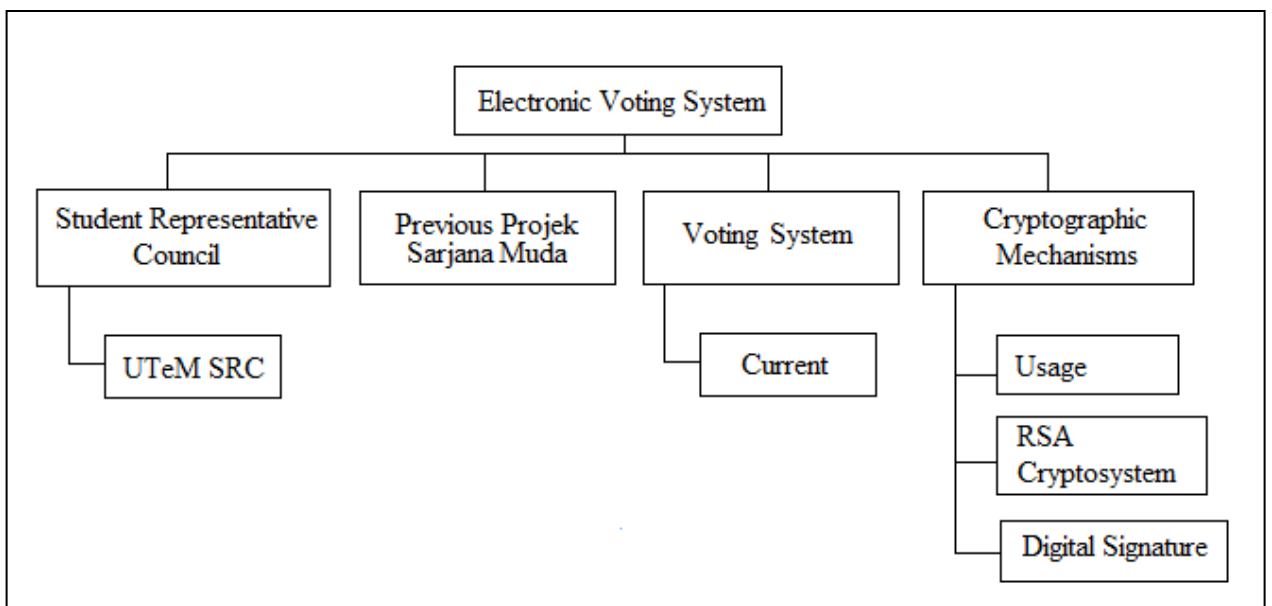 Electronic Voting System
Student Representative
Council
Previous Projek
Sarjana Muda
Voting System
Cryptographic
Mechanisms
UTeM SRC
Current
Usage
RSA
Cryptosystem
Digital Signature